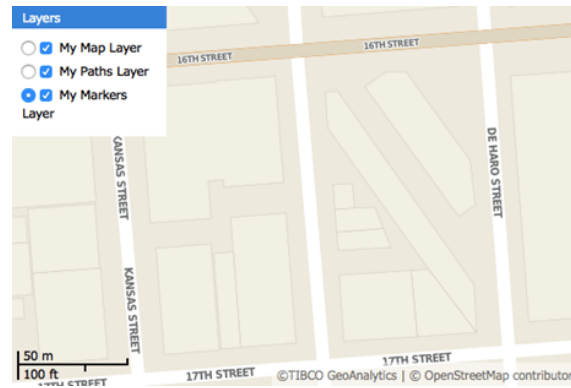 Layers
My Map Layer
My Paths Layer
My Markers
Layer
16TH STREET
16TH STREET
KANSAS STREET
DE HARO STREET
KANSAS STREET
50 m
100 ft
17TH STREET
17TH STREET
17TH STREET
©TIBCO GeoAnalytics | © OpenStreetMap contributor